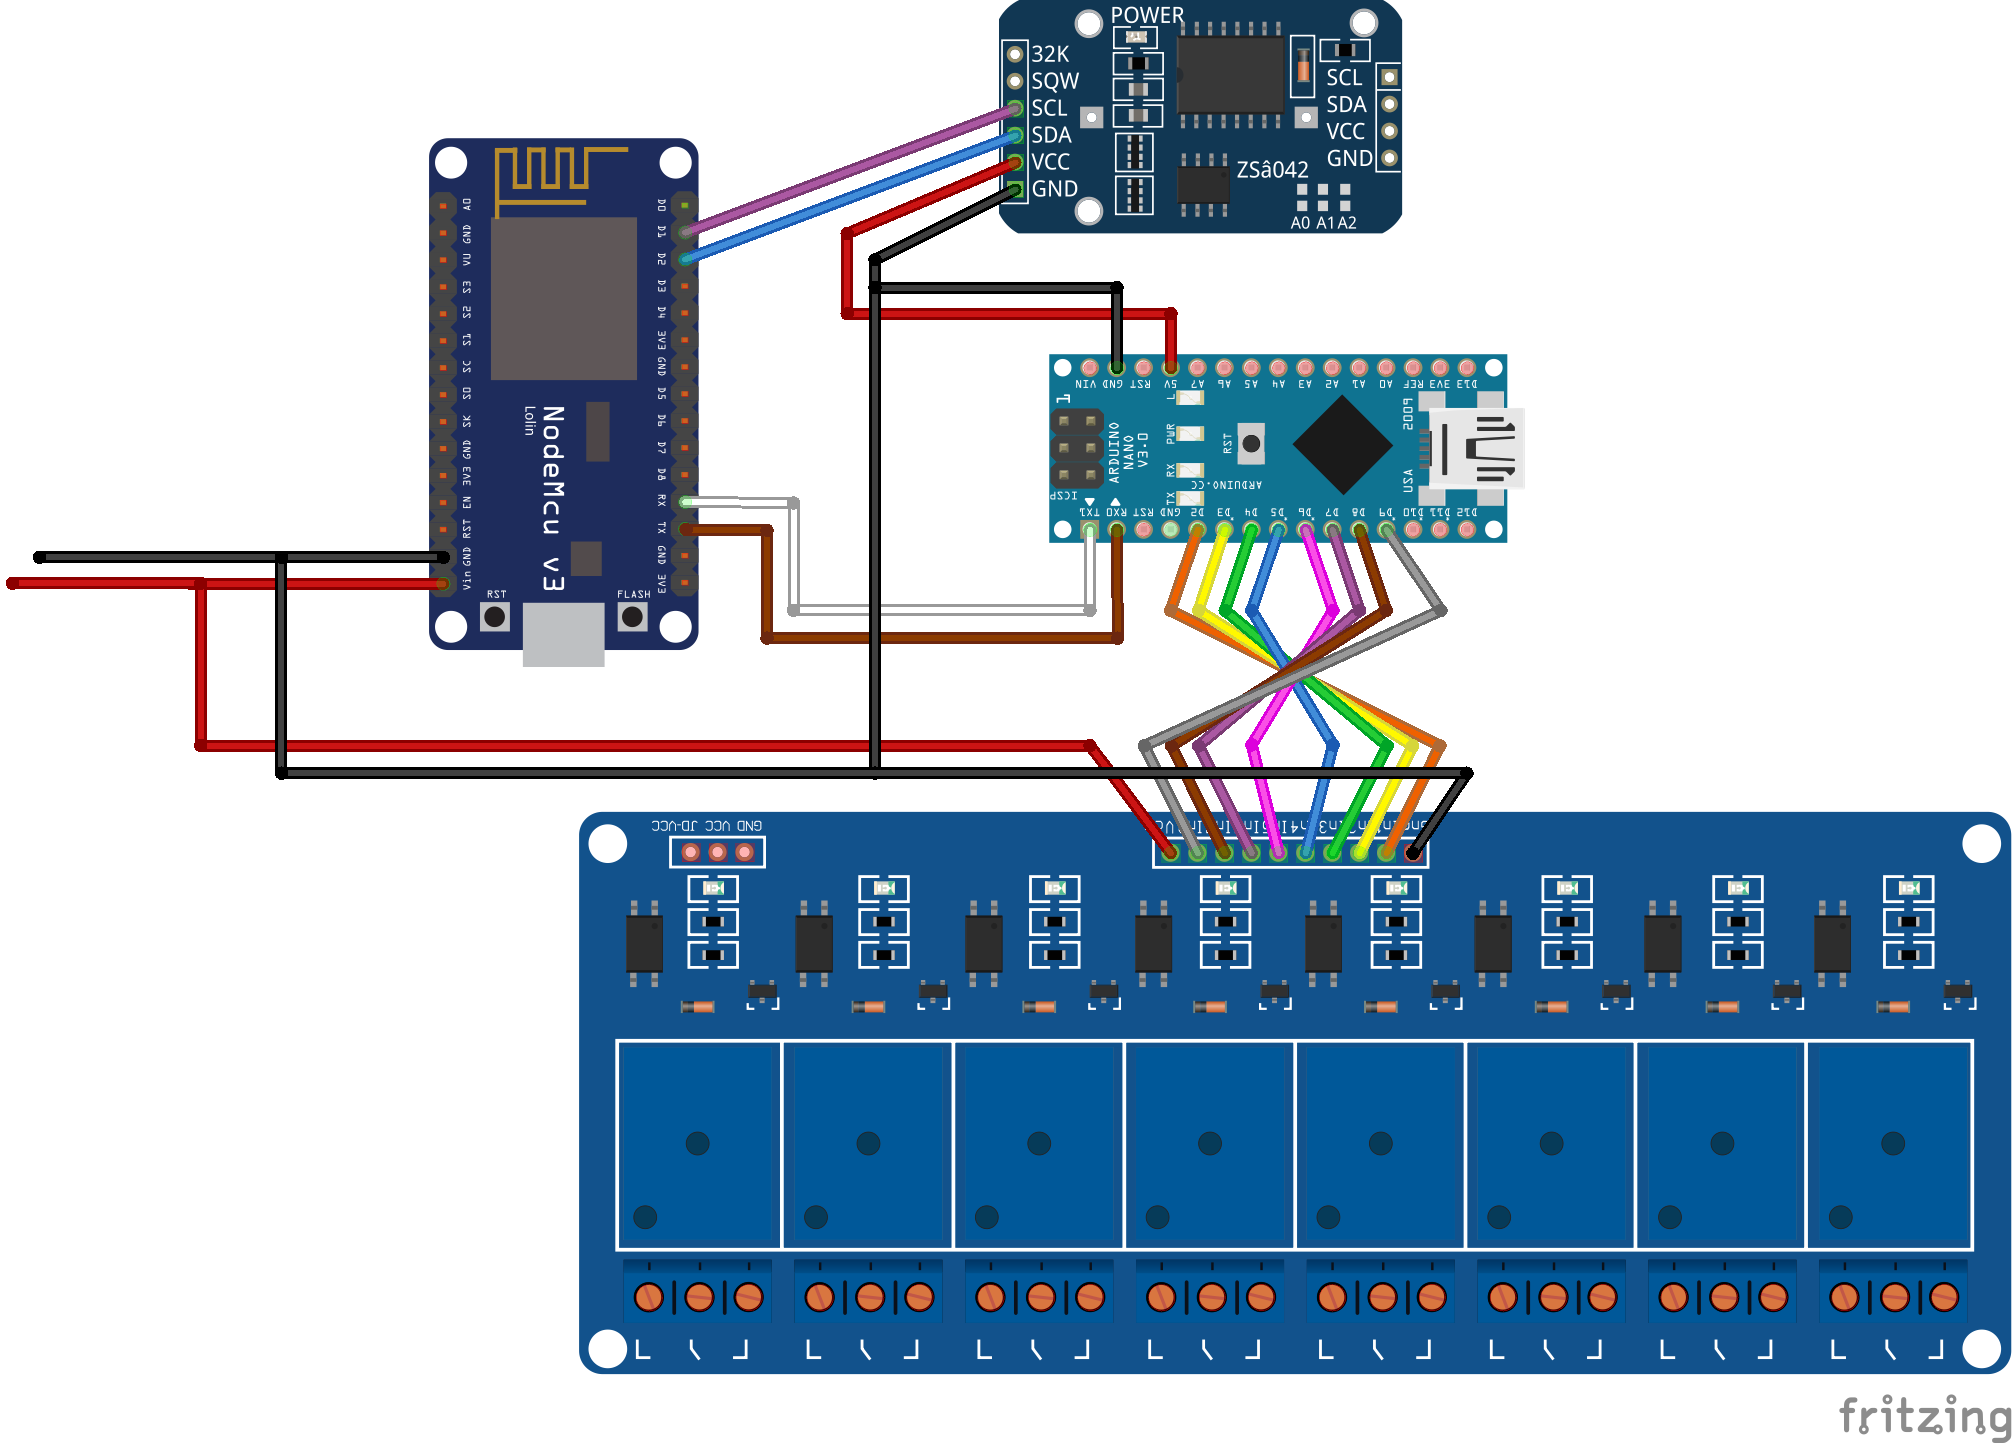 POWER
32K
SQW
SCL
SDA
VCC
GND
SCL
SDA
VCC
GND
ZSâ042
A0 A1 A2
A0
GND
VU
S3
S2
S1
SC
SO
SK
GND
3V3
EN
RST
GND
Vin
D0
D1
D2
D3
D4
3V3
GND
D5
D6
D7
D8
RX
TX
GND
3V3
Lolin
NodeMcu v3
RST
FLASH
VIN GND RST 5V A7 A6 A5 A4 A3 A2 A1 A0 REF 3V3 D13
1
L
PWR
RX
TX
RST
ARDUINO
NANO
V3.0
ICSP
ARDUINO.CC
USA
TX1 RX0 RST GND D2 D3 D4 D5 D6 D7 D8 D9 D10 D11 D12
JD-VCC VCC GND
fritzing